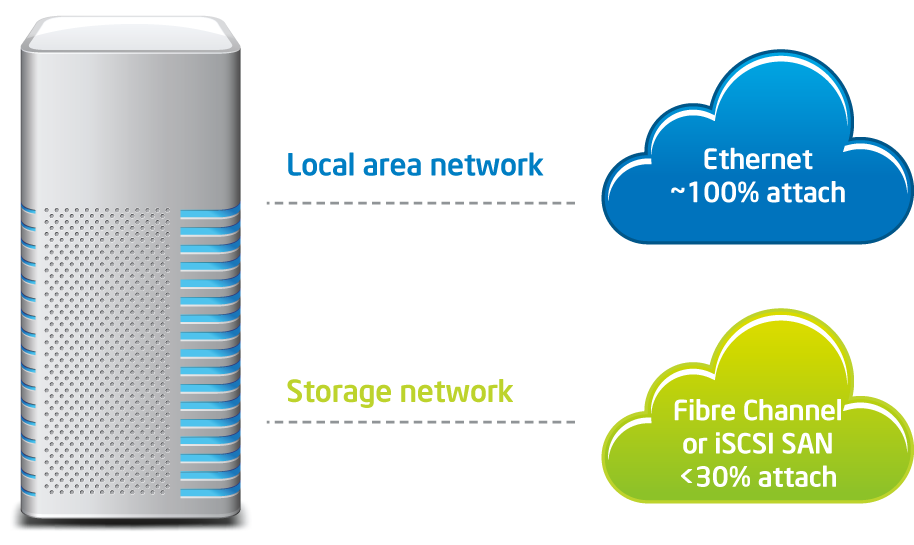 Local area network
Ethernet
~100% attach
Storage network
Fibre Channel
or iSCSI SAN
<30% attach